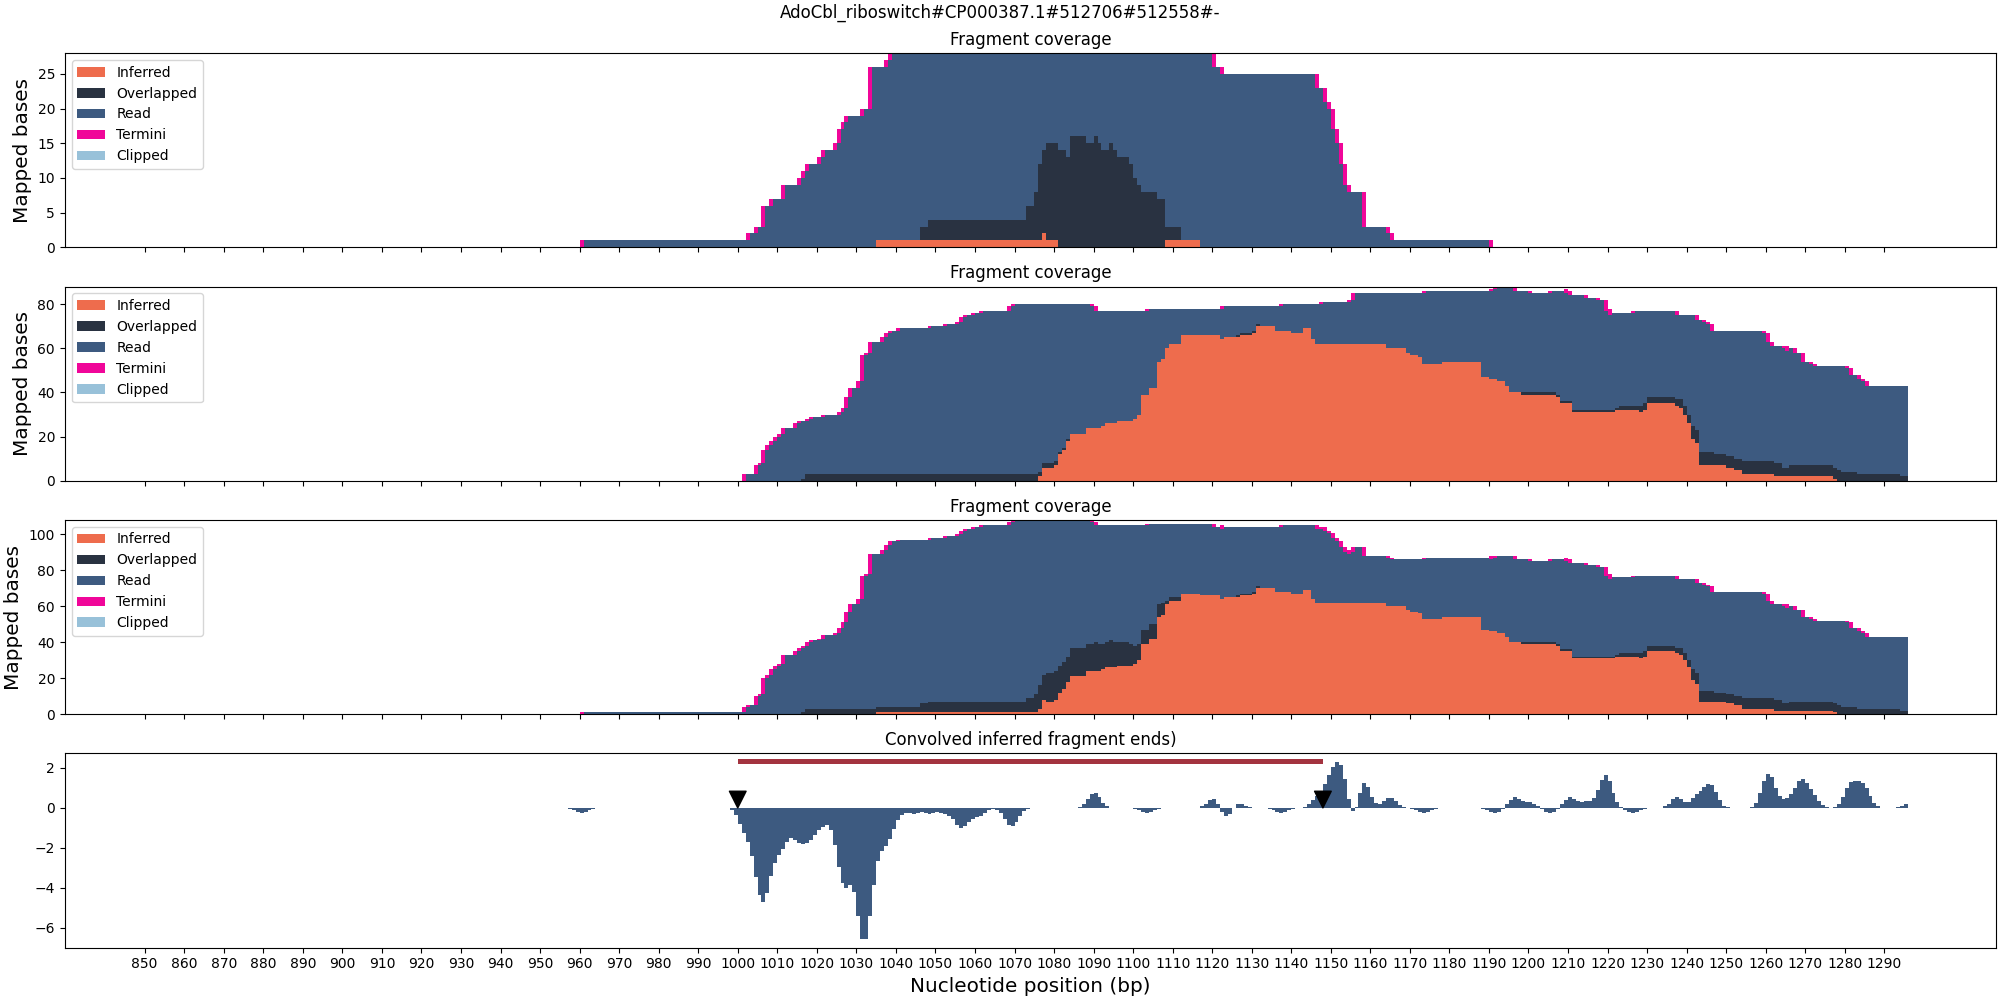 AdoCbl_riboswitch#CP000387.1#512706#512558#-
Fragment coverage
Mapped bases
25
20
15
10
5
0
Inferred
Overlapped
Read
Termini
Clipped
Fragment coverage
Mapped bases
80
60
40
20
0
Inferred
Overlapped
Read
Termini
Clipped
Fragment coverage
Mapped bases
100
80
60
40
20
0
Inferred
Overlapped
Read
Termini
Clipped
Convolved inferred fragment ends)
2
0
−2
−4
−6
850 860 870 880 890 900 910 920 930 940 950 960 970 980 990 1000 1010 1020 1030 1040 1050 1060 1070 1080 1090 1100 1110 1120 1130 1140 1150 1160 1170 1180 1190 1200 1210 1220 1230 1240 1250 1260 1270 1280 1290
Nucleotide position (bp)